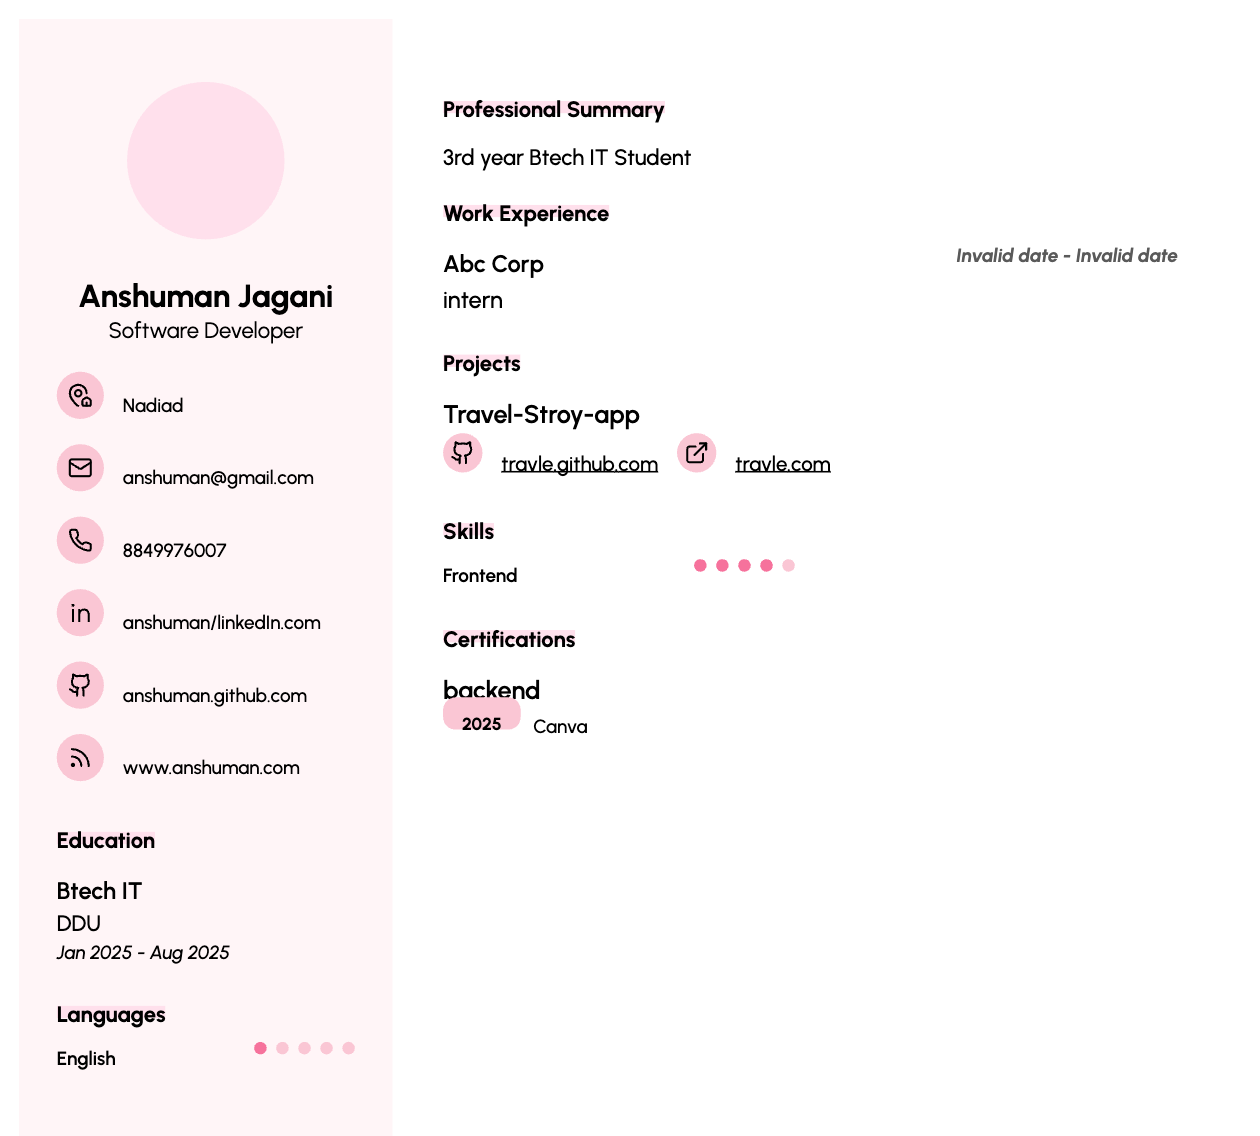 Anshuman Jagani
Software Developer
Nadiad
anshuman@gmail.com
8849976007
in
anshuman/linkedIn.com
anshuman.github.com
www.anshuman.com
Education
Btech IT
DDU
Jan 2025 - Aug 2025
Languages
English
Professional Summary
3rd year Btech IT Student
Work Experience
Abc Corp
Invalid date - Invalid date
intern
Projects
Travel-Stroy-app
travle.github.com travle.com
Skills
Frontend
Certifications
backend
2025 Canva